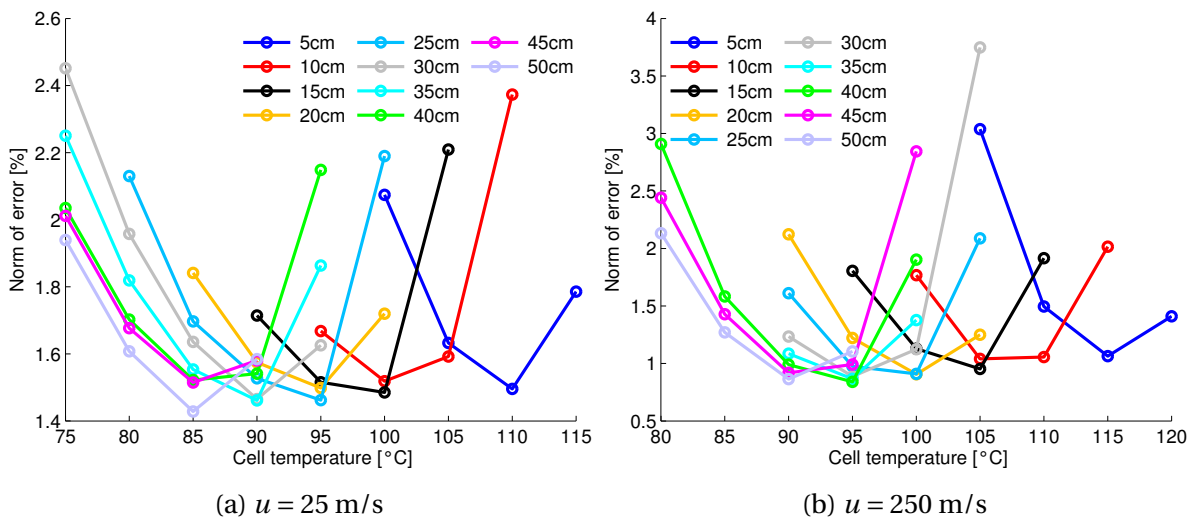 2.6
2.4
2.2
2
1.8
1.6
1.4
Norm of error [%]
5cm
10cm
15cm
20cm
25cm
30cm
35cm
40cm
45cm
50cm
75 80 85 90 95 100 105 110 115
Cell temperature [°C]
(a) u = 25 m/s
4
3.5
3
2.5
2
1.5
1
0.5
Norm of error [%]
5cm
10cm
15cm
20cm
25cm
30cm
35cm
40cm
45cm
50cm
80 85 90 95 100 105 110 115 120
Cell temperature [°C]
(b) u = 250 m/s